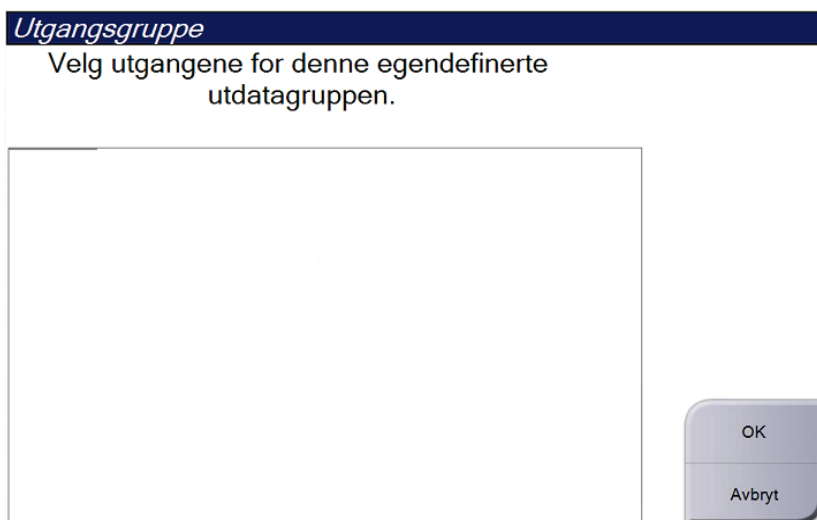 Utgangsgruppe
Velg utgangene for denne egendefinerte
utdatagruppen.
OK
Avbryt